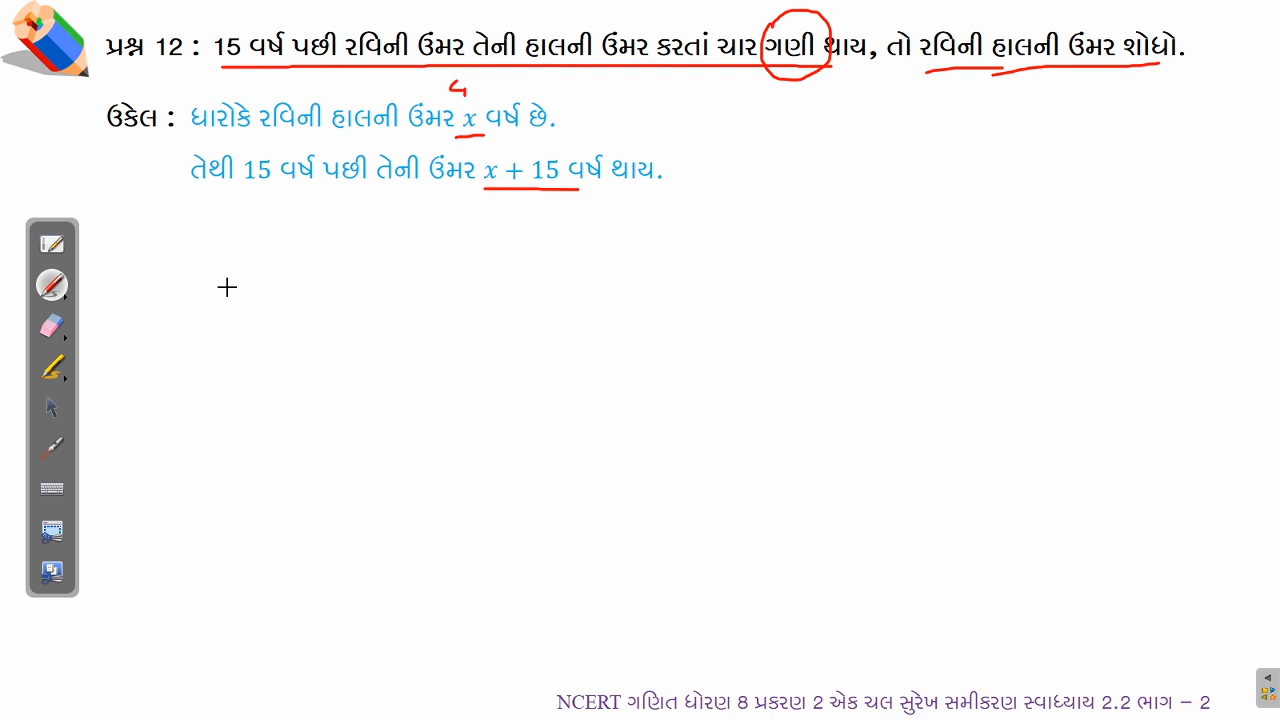 પ્રશ્ન 12 : 15 વર્ષ પછી રવિની ઉંમર તેની હાલની ઉંમર કરતાં ચાર ગણી થાય, તો રવિની હાલની ઉંમર શોધો.
ઉકેલ : ધારોકે રવિની હાલની ઉંમર x વર્ષ છે.
તેથી 15 વર્ષ પછી તેની ઉંમર x + 15 વર્ષ થાય.
NCERT ગણિત ધોરણ 8 પ્રકરણ 2 એક ચલ સુરેખ સમીકરણ સ્વાધ્યાય 2.2 ભાગ – 2